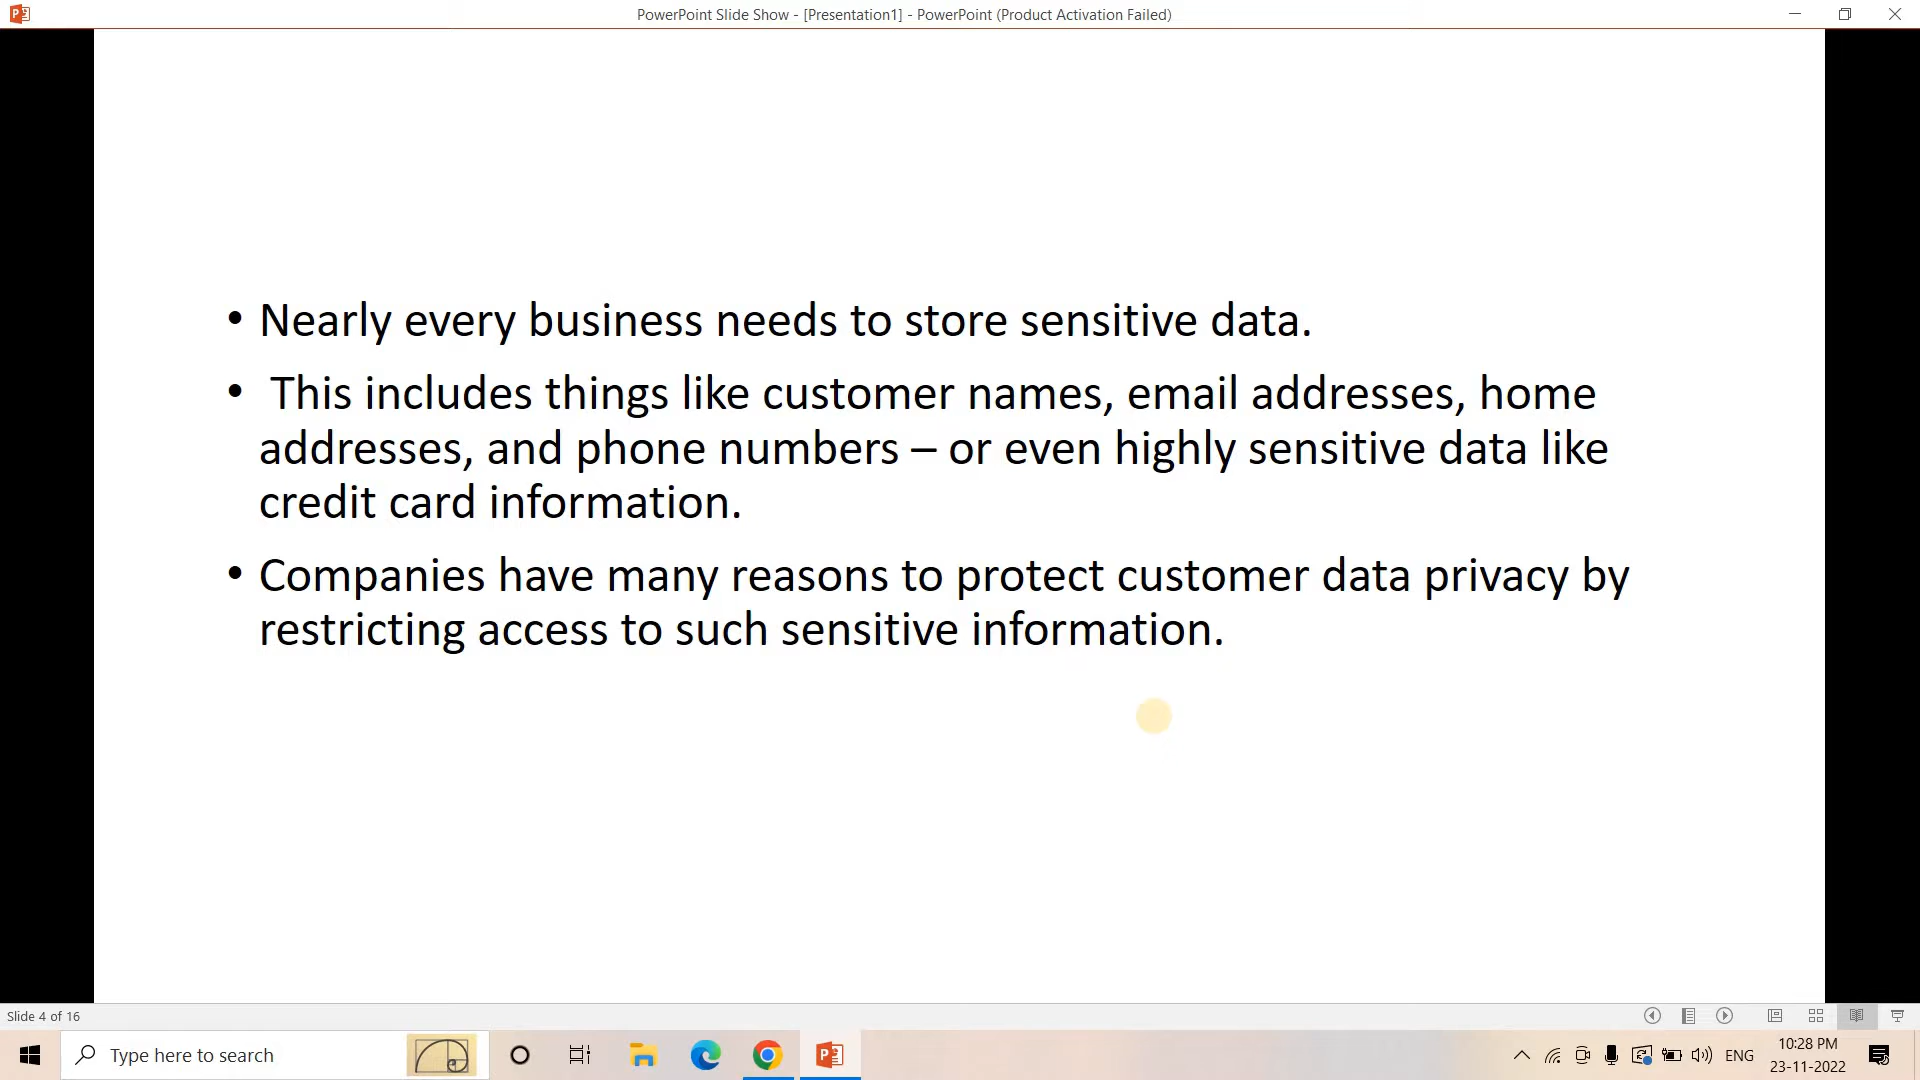 PowerPoint Slide Show - [Presentation1] - PowerPoint (Product Activation Failed)
• Nearly every business needs to store sensitive data.
• This includes things like customer names, email addresses, home
addresses, and phone numbers – or even highly sensitive data like
credit card information.
• Companies have many reasons to protect customer data privacy by
restricting access to such sensitive information.
Slide 4 of 16
Type here to search
ENG
10:28 PM
23-11-2022